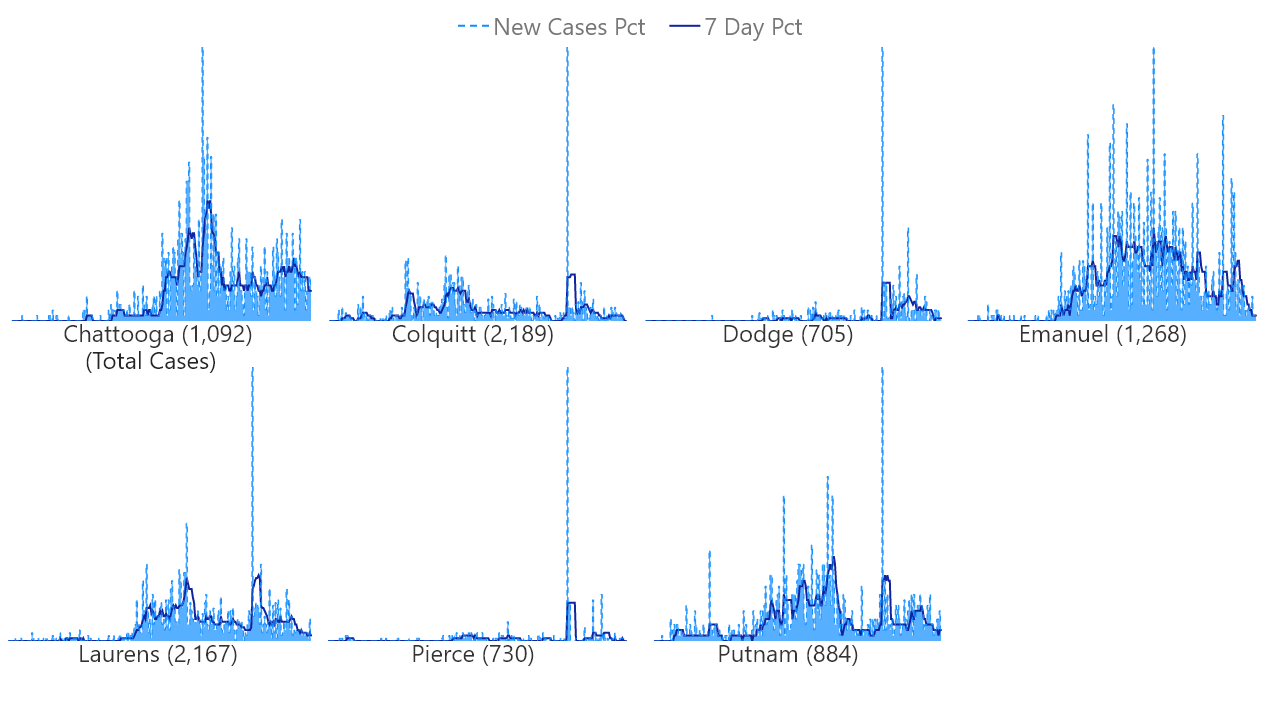 New Cases Pct 7 Day Pct
Chattooga (1,092) Colquitt (2,189) Dodge (705) Emanuel (1,268)
(Total Cases)
Laurens (2,167) Pierce (730) Putnam (884)